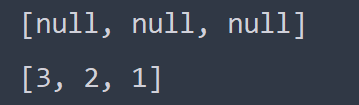 [null, null, null]
[3, 2, 1]